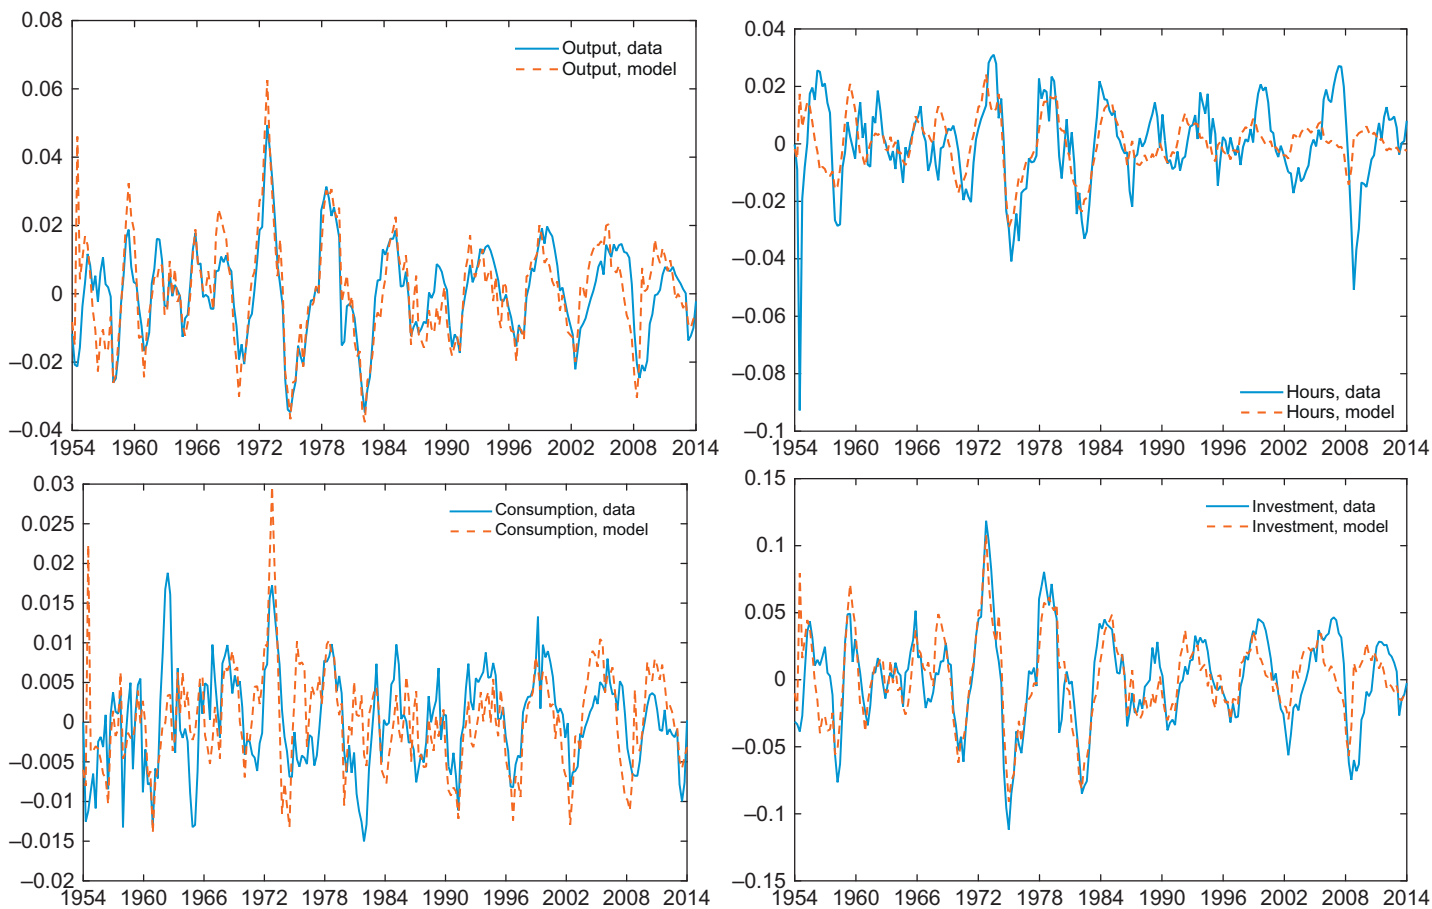 0.08
0.06
0.04
0.02
0
–0.02
–0.04
1954 1960 1966 1972 1978 1984 1990 1996 2002 2008 2014
Output, data
Output, model
0.04
0.02
0
–0.02
–0.04
–0.06
–0.08
–0.1
1954 1960 1966 1972 1978 1984 1990 1996 2002 2008 2014
Hours, data
Hours, model
0.03
0.025
0.02
0.015
0.01
0.005
0
–0.005
–0.01
–0.015
–0.02
1954 1960 1966 1972 1978 1984 1990 1996 2002 2008 2014
Consumption, data
Consumption, model
0.15
0.1
0.05
0
–0.05
–0.1
–0.15
1954 1960 1966 1972 1978 1984 1990 1996 2002 2008 2014
Investment, data
Investment, model